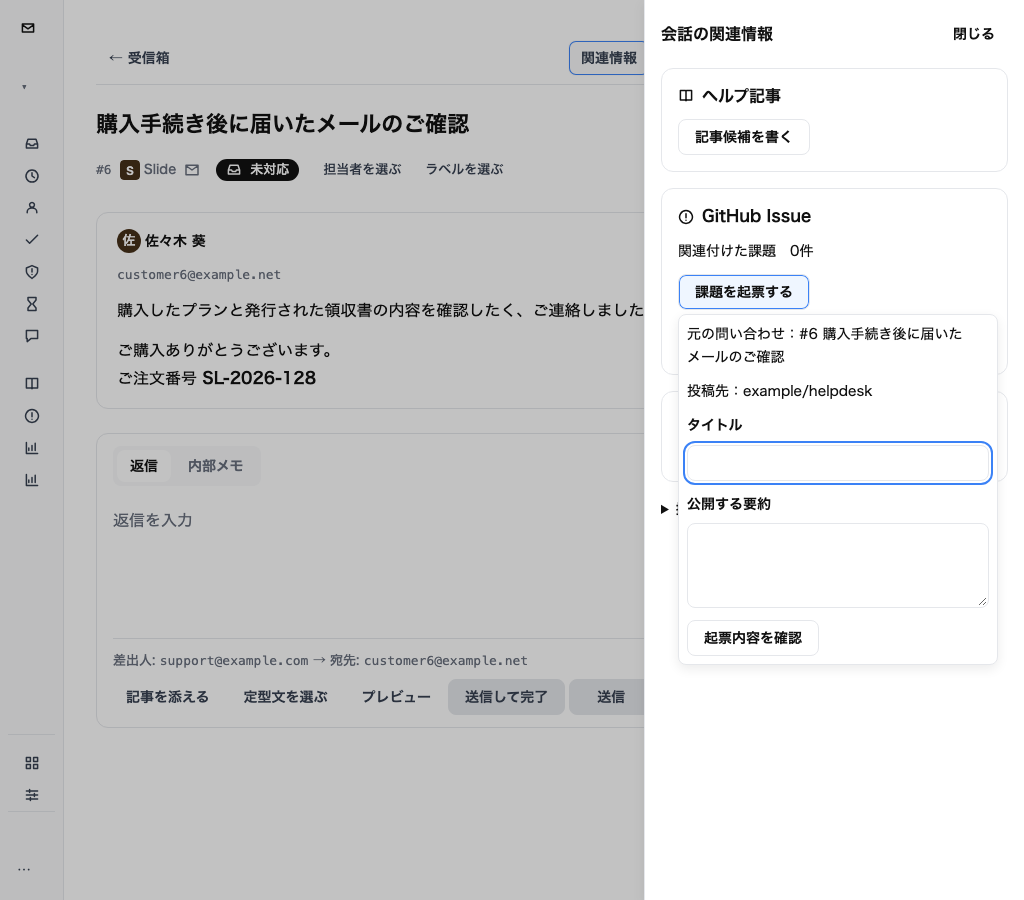 ← 受信箱
関連情報
購入手続き後に届いたメールのご確認
#6 S Slide 未対応 担当者を選ぶ ラベルを選ぶ
佐 佐々木 葵
customer6@example.net
購入したプランと発行された領収書の内容を確認したく、ご連絡しました
ご購入ありがとうございます。
ご注文番号 SL-2026-128
返信 内部メモ
返信を入力
差出人: support@example.com → 宛先: customer6@example.net
記事を添える 定型文を選ぶ プレビュー 送信して完了 送信
会話の関連情報 閉じる
ヘルプ記事
記事候補を書く
GitHub Issue
関連付けた課題 0件
課題を起票する
元の問い合わせ：#6 購入手続き後に届いた
メールのご確認
投稿先：example/helpdesk
タイトル
公開する要約
起票内容を確認